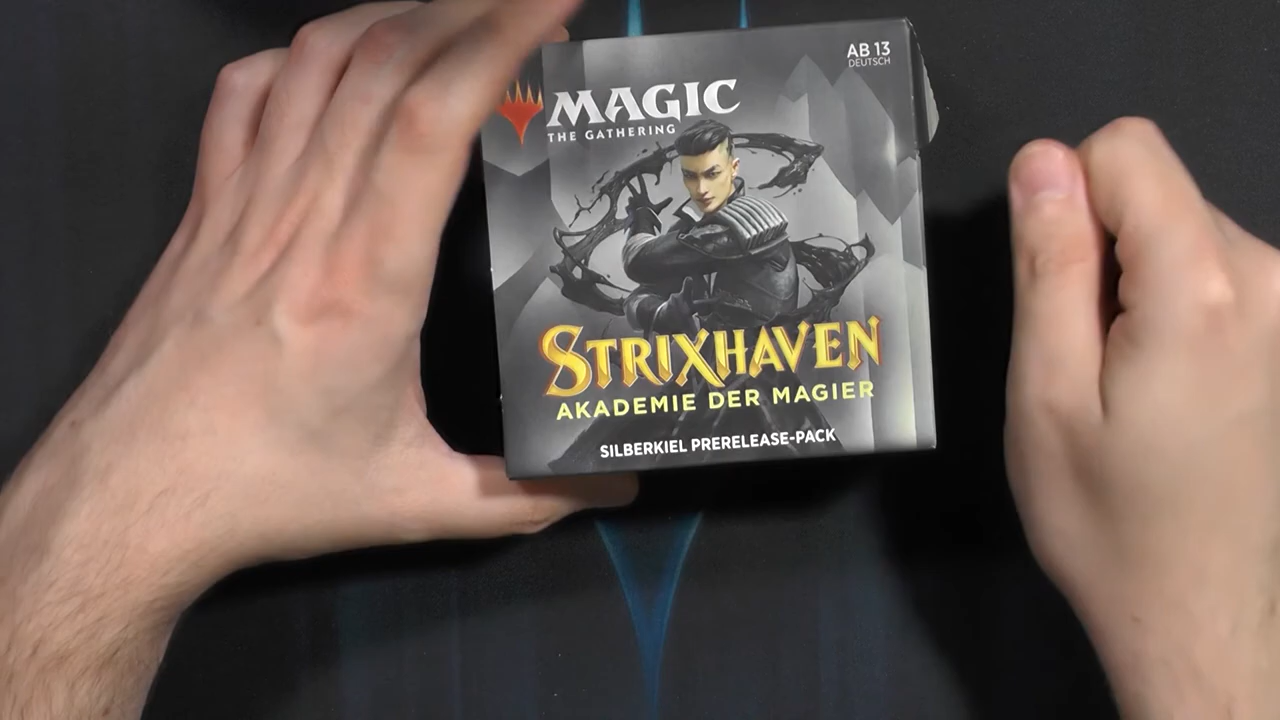 AB 13
DEUTSCH
MAGIC
THE GATHERING
STRIXHAVEN
AKADEMIE DER MAGIER
SILBERKIEL PRERELEASE-PACK